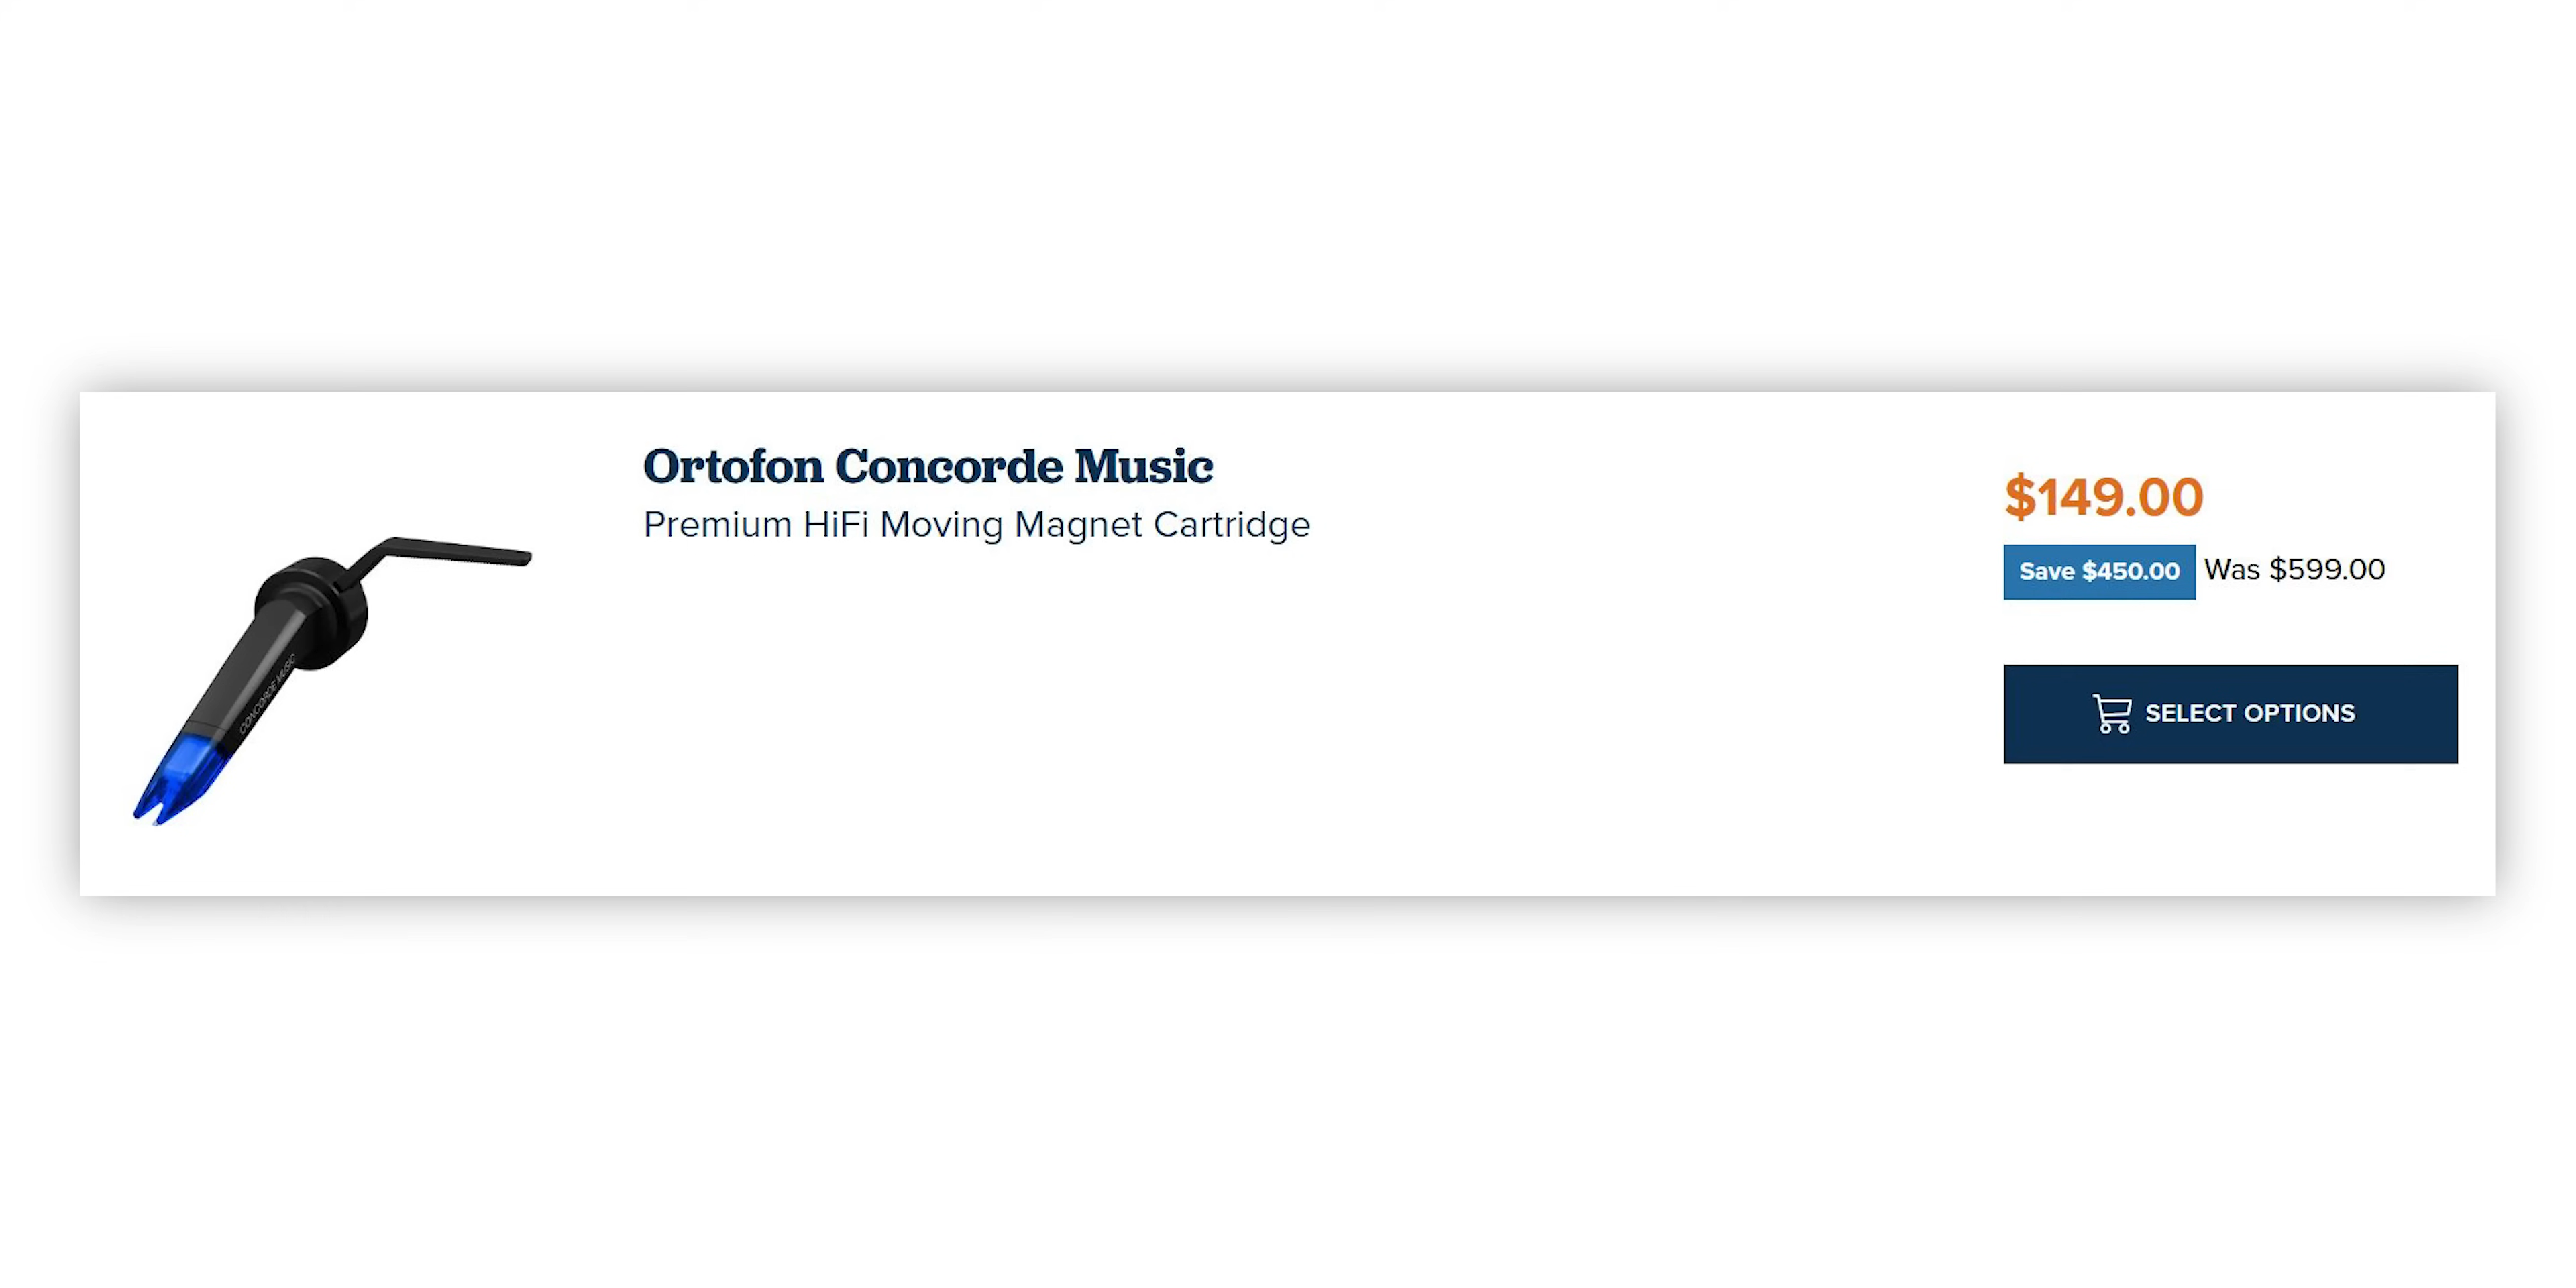 Ortofon Concorde Music
Premium HiFi Moving Magnet Cartridge
$149.00
Save $450.00 Was $599.00
SELECT OPTIONS
CONCORDE MUSIC